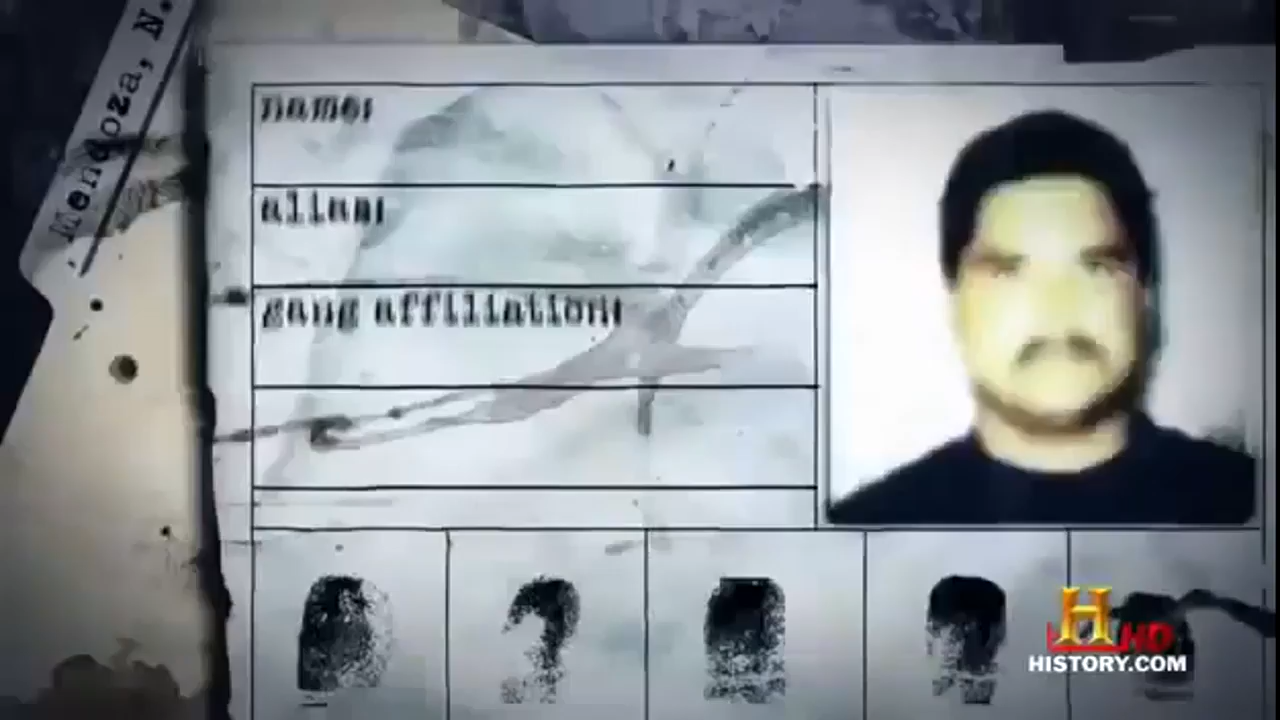 Mendoza, N.
name:
alias:
gang affiliation:
H HD
HISTORY.COM